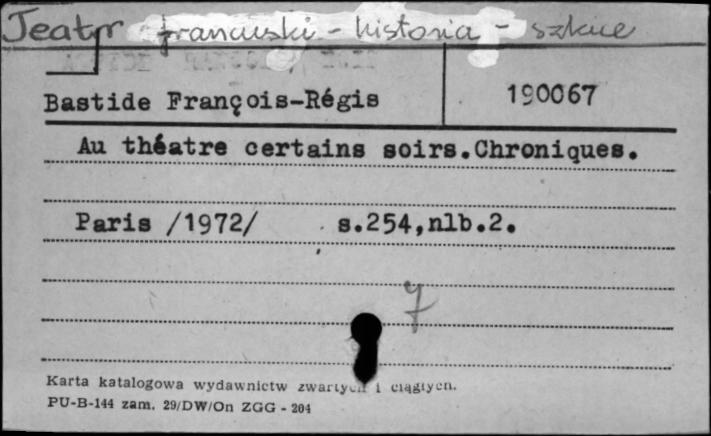 Teatr francuski - historia - szkice
Bastide François-Régis 190067
Au théatre certains soirs.Chroniques.
Paris /1972/ s.254,nlb.2.
7
Karta katalogowa wydawnictw zwartych i ciągłych.
PU-B-144 zam. 29/DW/On ZGG - 204